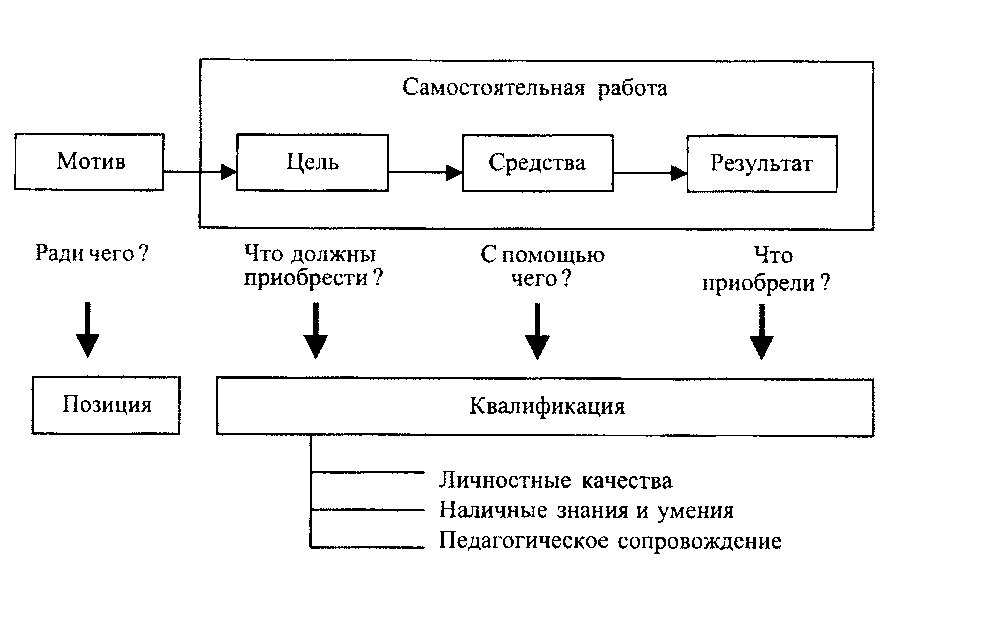 Самостоятельная работа
Мотив
Цель
Средства
Результат
Ради чего?
Что должны
приобрести?
С помощью
чего?
Что
приобрели?
Позиция
Квалификация
Личностные качества
Наличные знания и умения
Педагогическое сопровождение